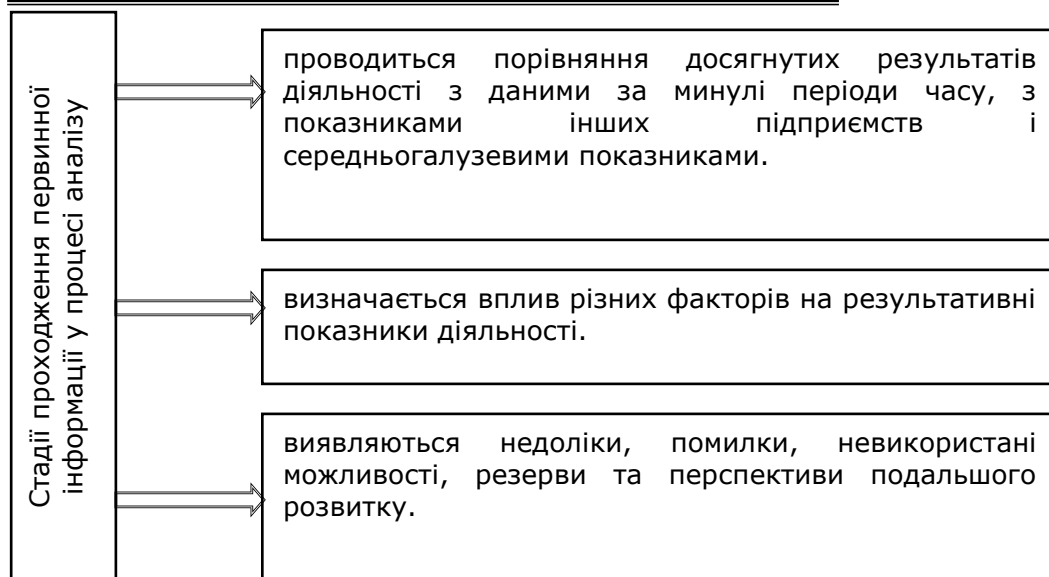 Стадії проходження первинної
інформації у процесі аналізу
проводиться порівняння досягнутих результатів
діяльності з даними за минулі періоди часу, з
показниками інших підприємств і
середньогалузевими показниками.
визначається вплив різних факторів на результативні
показники діяльності.
виявляються недоліки, помилки, невикористані
можливості, резерви та перспективи подальшого
розвитку.